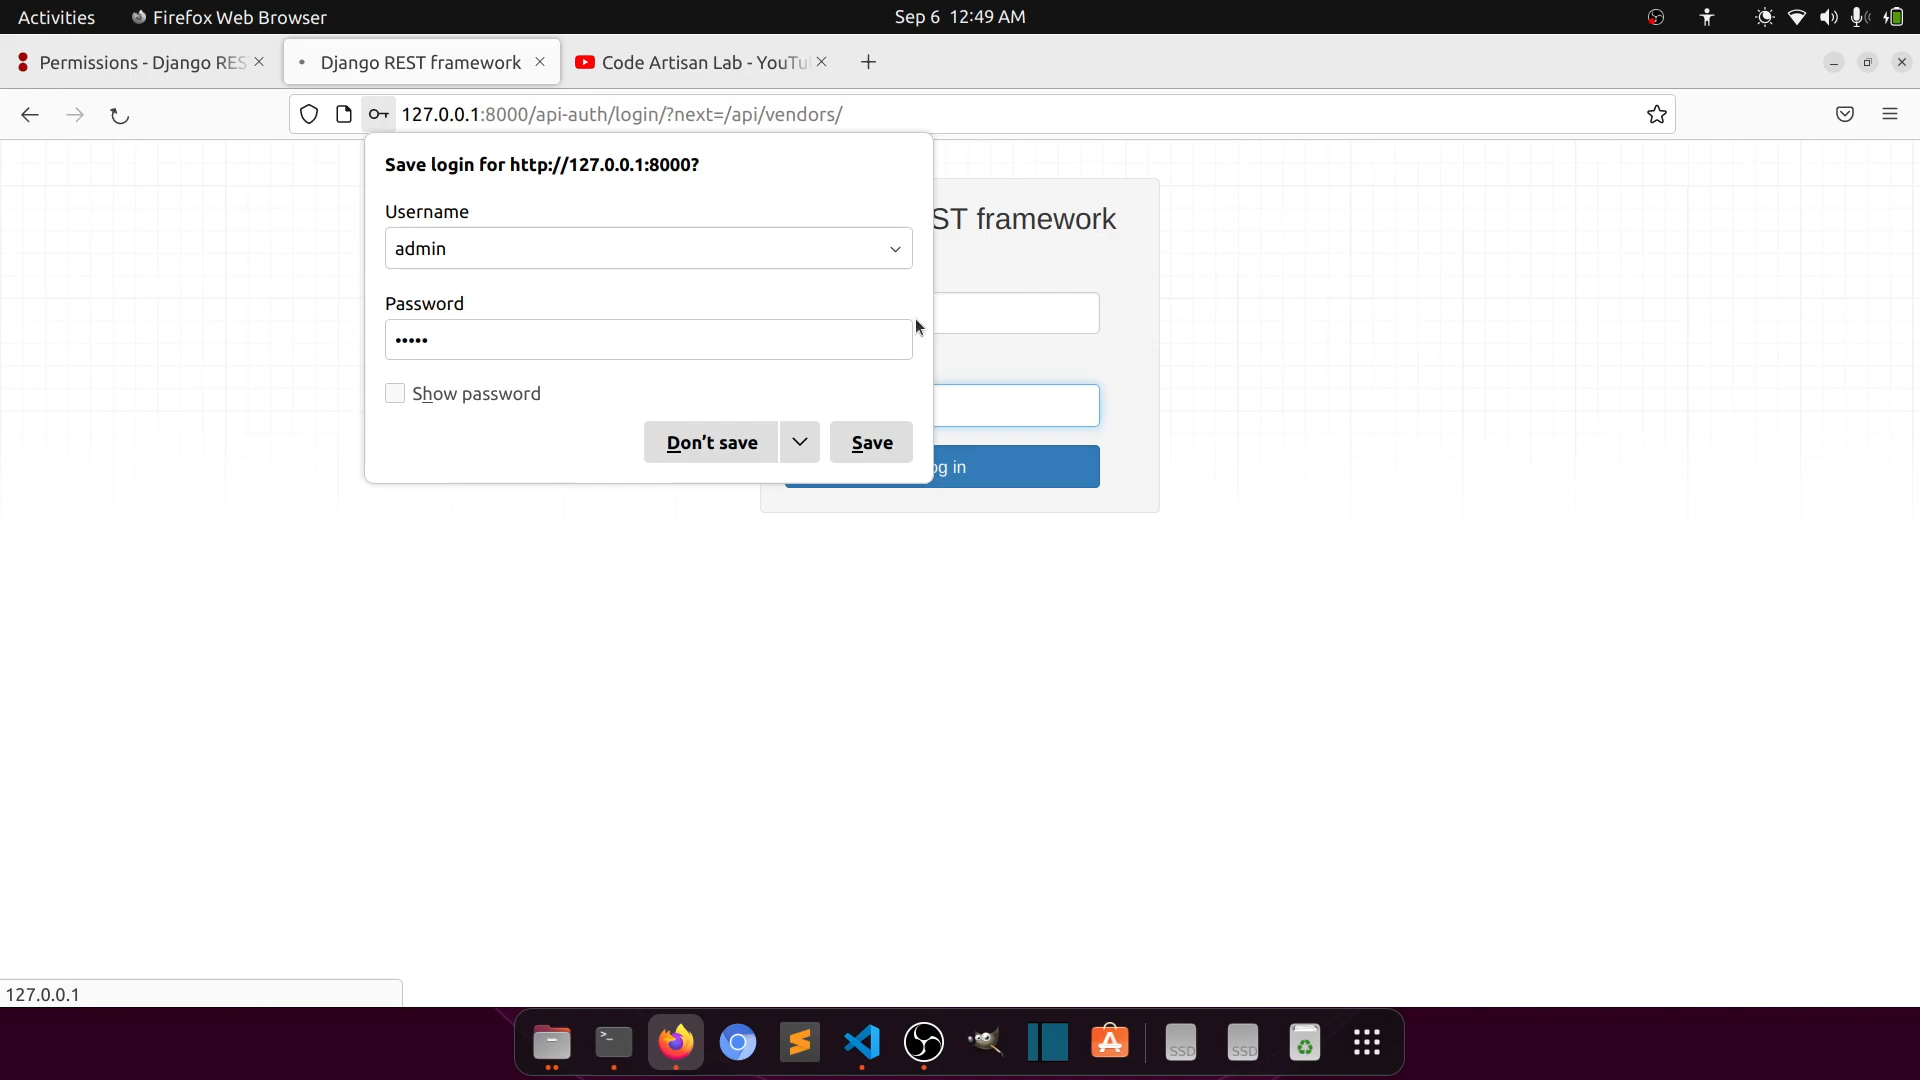 Activities
Firefox Web Browser
Sep 6 12:49 AM
Permissions - Django RES
Django REST framework
Code Artisan Lab - YouTu
127.0.0.1:8000/api-auth/login/?next=/api/vendors/
Save login for http://127.0.0.1:8000?
Username
admin
Password
•••••
Show password
Don't save
Save
ST framework
og in
127.0.0.1
>_
SSD
SSD